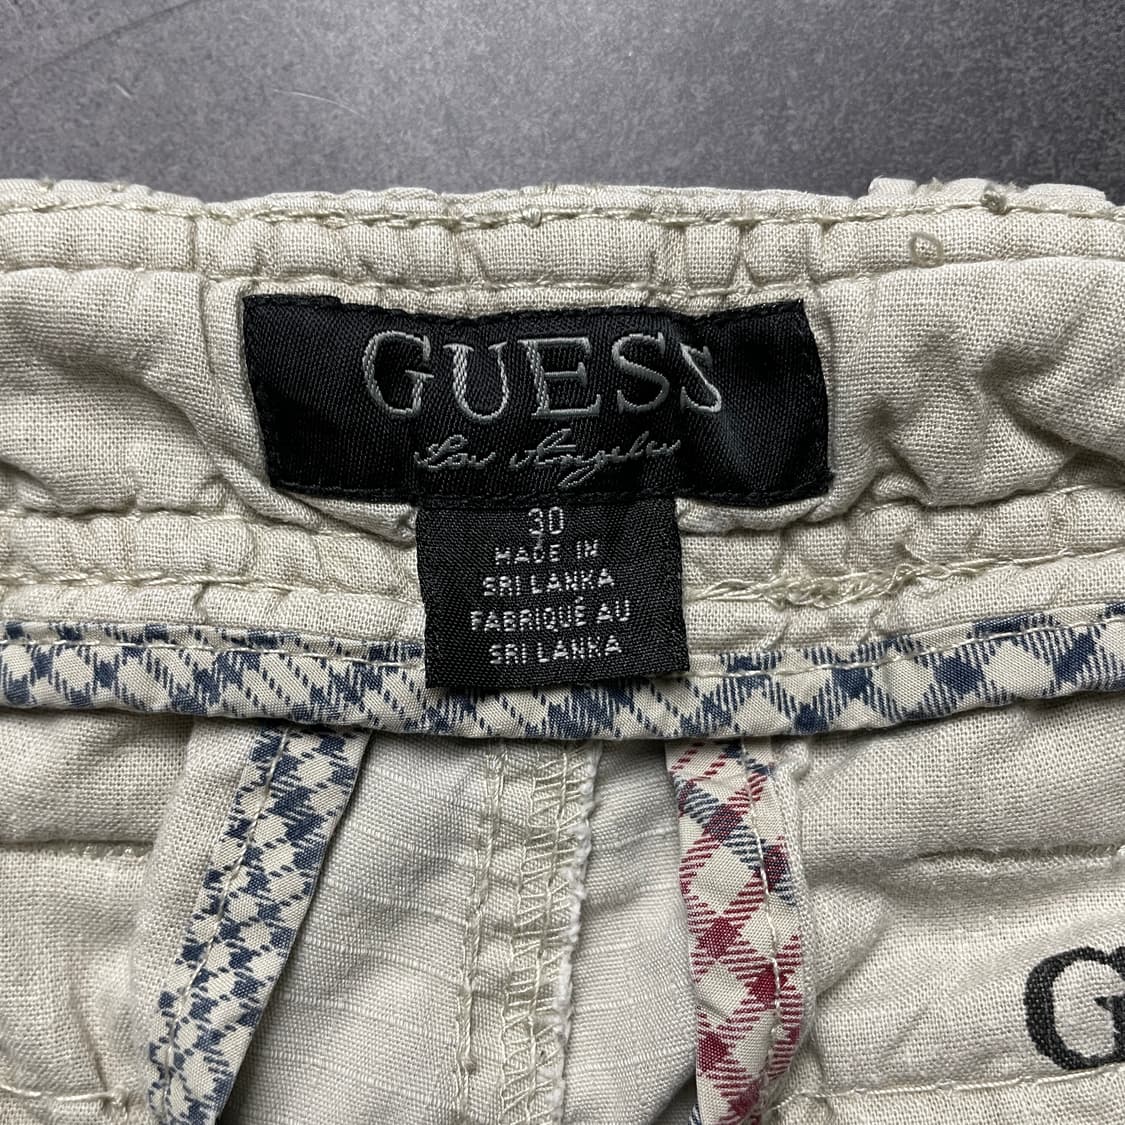 GUESS
Los Angeles
30
MADE IN
SRI LANKA
FABRIQUÉ AU
SRI LANKA
G